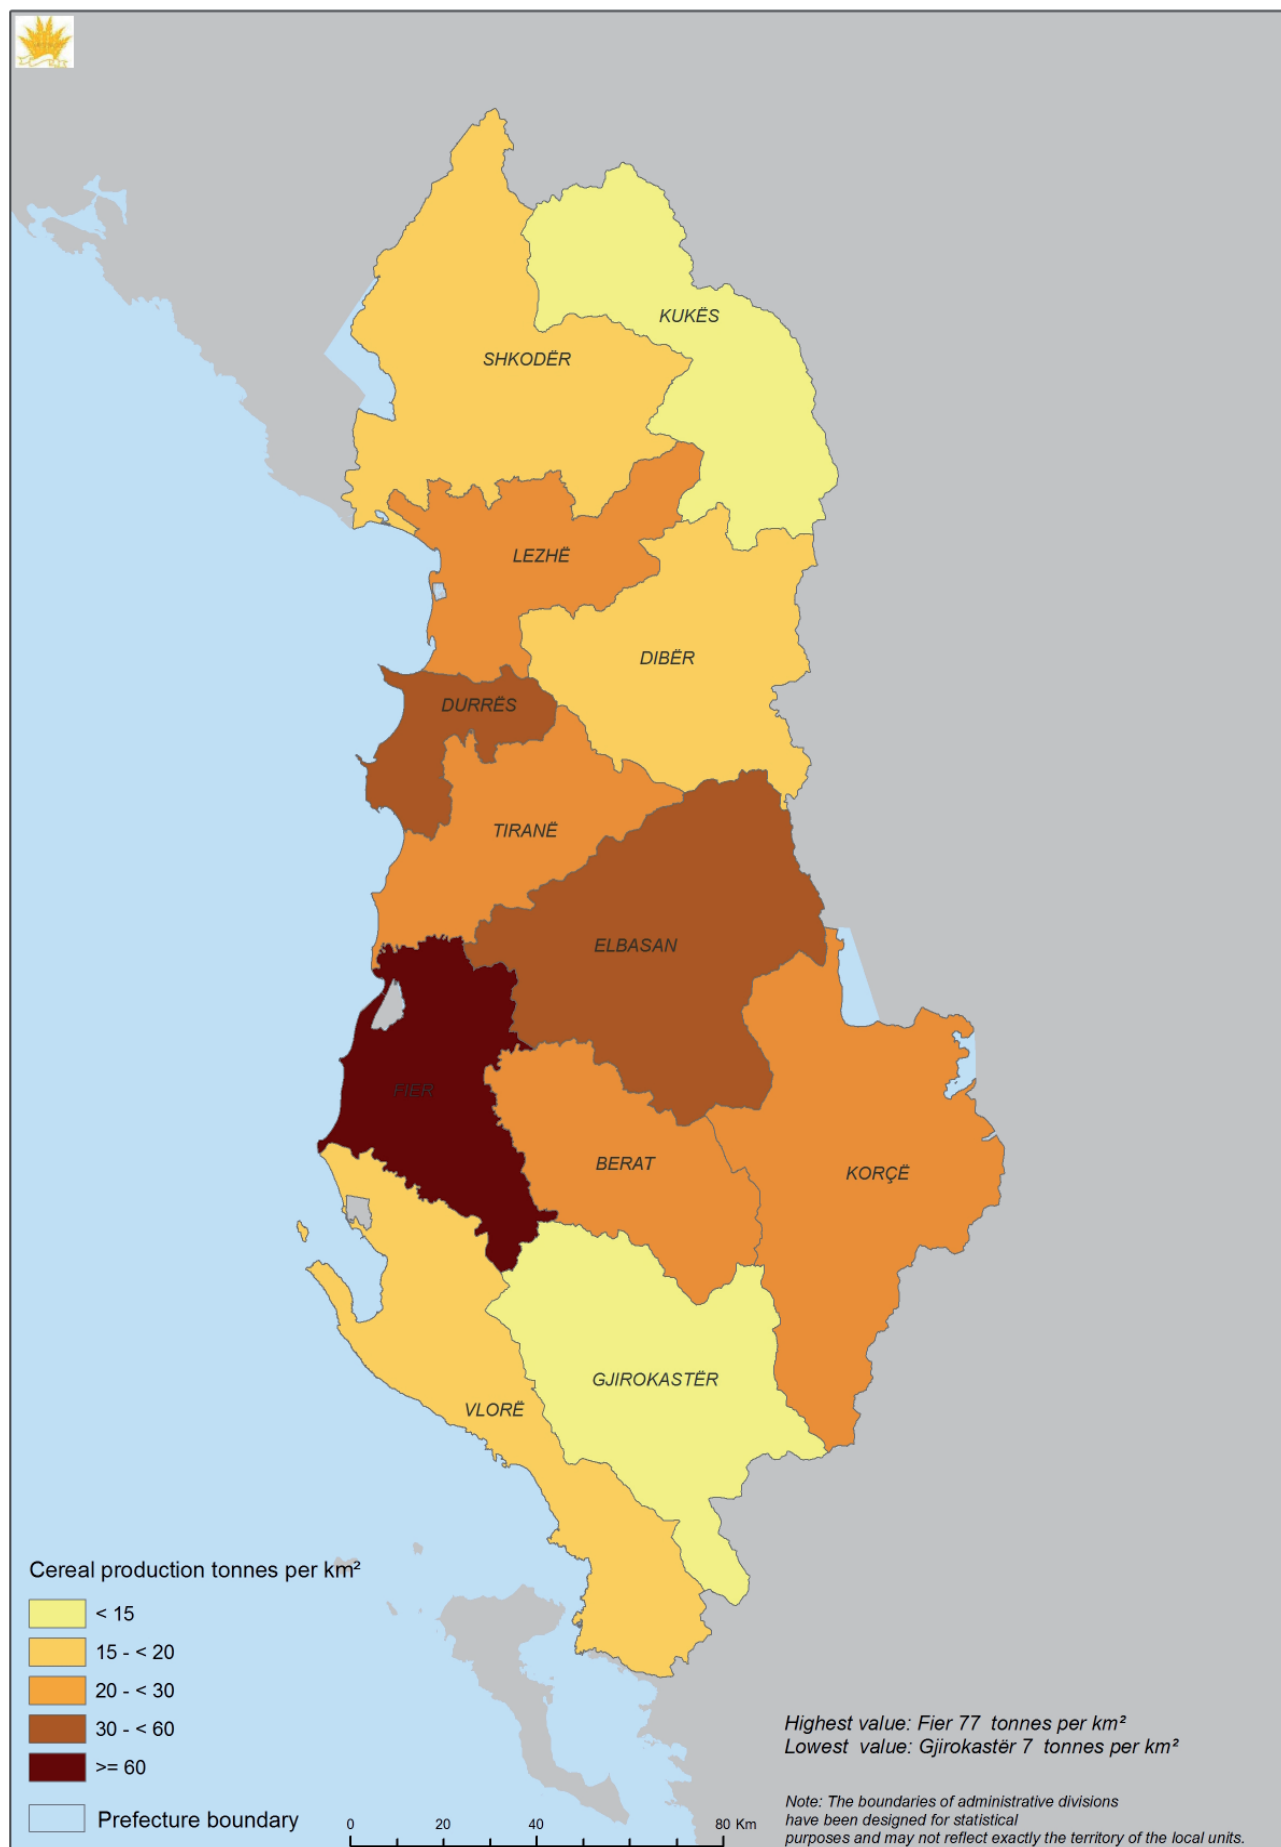 KUKËS
SHKODËR
LEZHË
DIBËR
DURRËS
TIRANË
ELBASAN
FIER
BERAT
KORÇË
GJIROKASTËR
VLORË
Cereal production tonnes per km²
< 15
15 - < 20
20 - < 30
30 - < 60
>= 60
Prefecture boundary
0 20 40 80 Km
Highest value: Fier 77 tonnes per km²
Lowest value: Gjirokastër 7 tonnes per km²
Note: The boundaries of administrative divisions
have been designed for statistical
purposes and may not reflect exactly the territory of the local units.